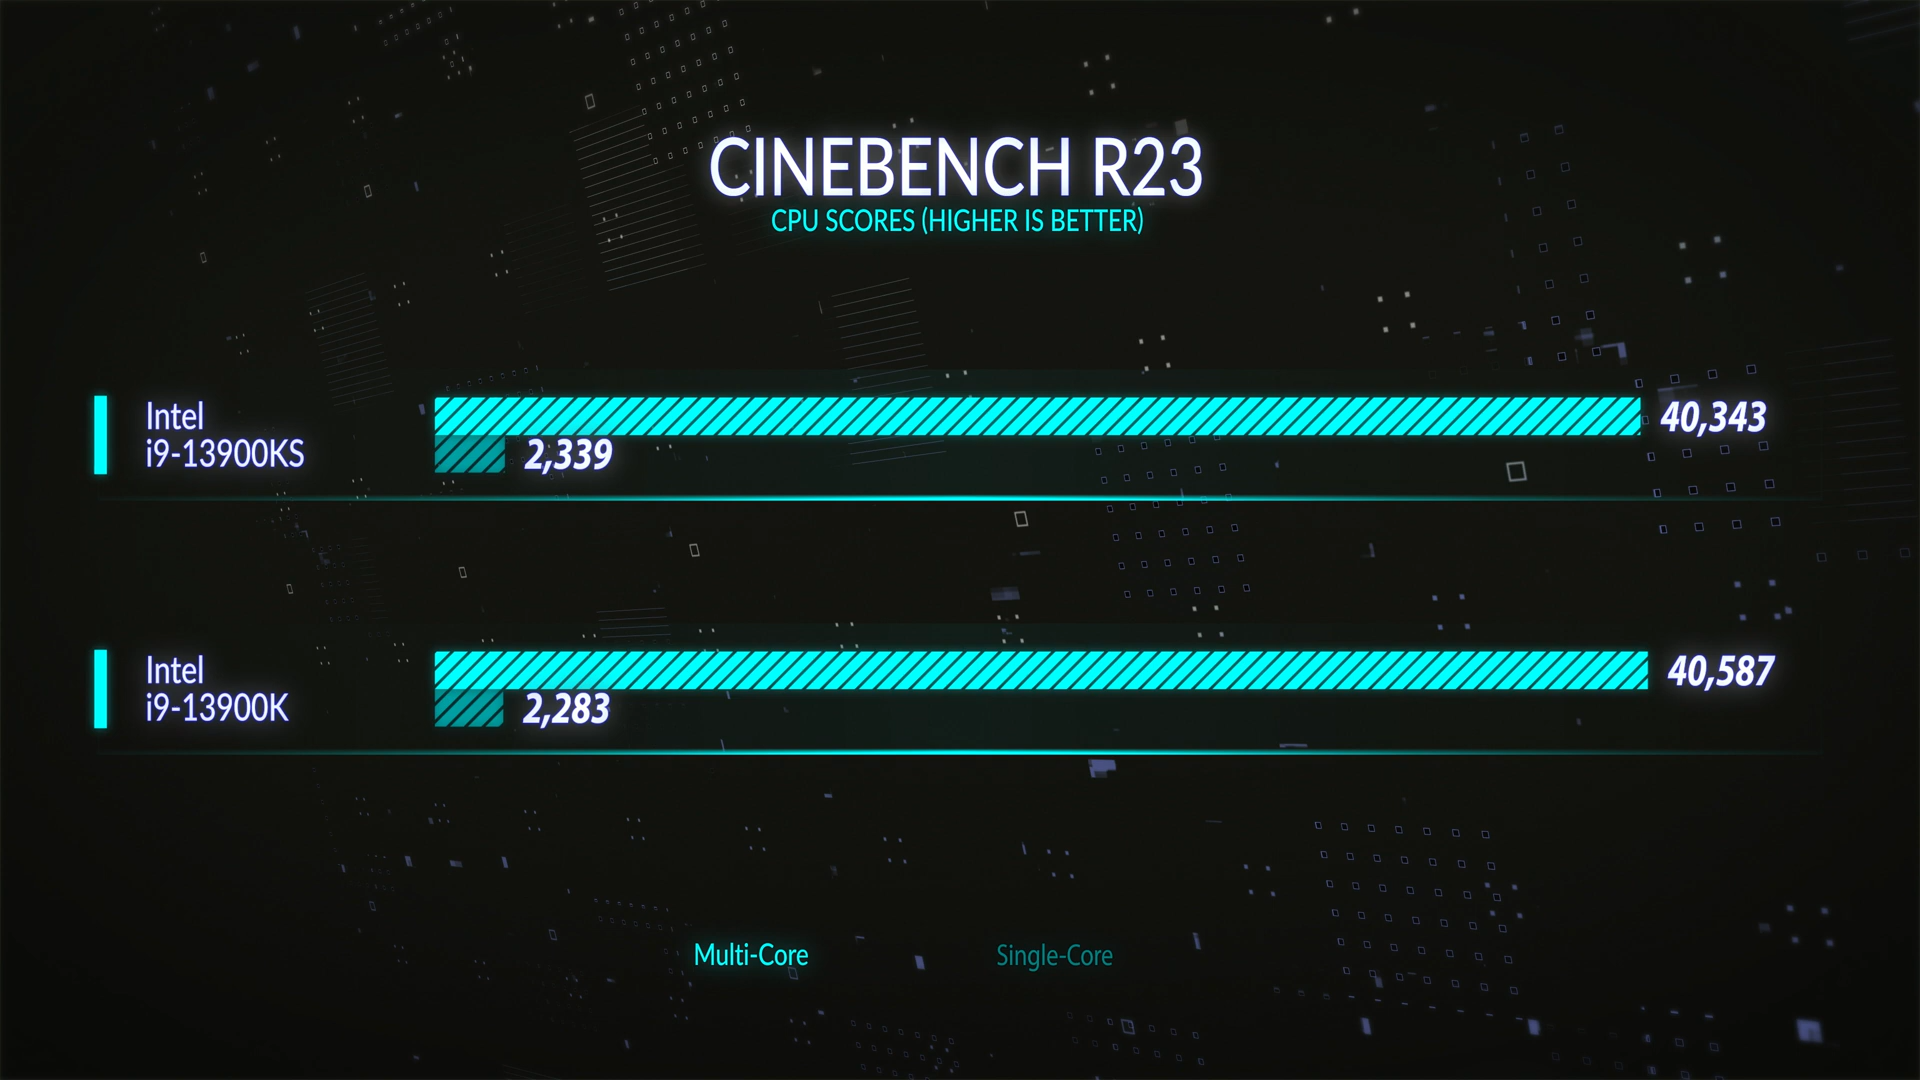 CINEBENCH R23
CPU SCORES (HIGHER IS BETTER)
Intel
i9-13900KS
40,343
2,339
Intel
i9-13900K
40,587
2,283
Multi-Core
Single-Core